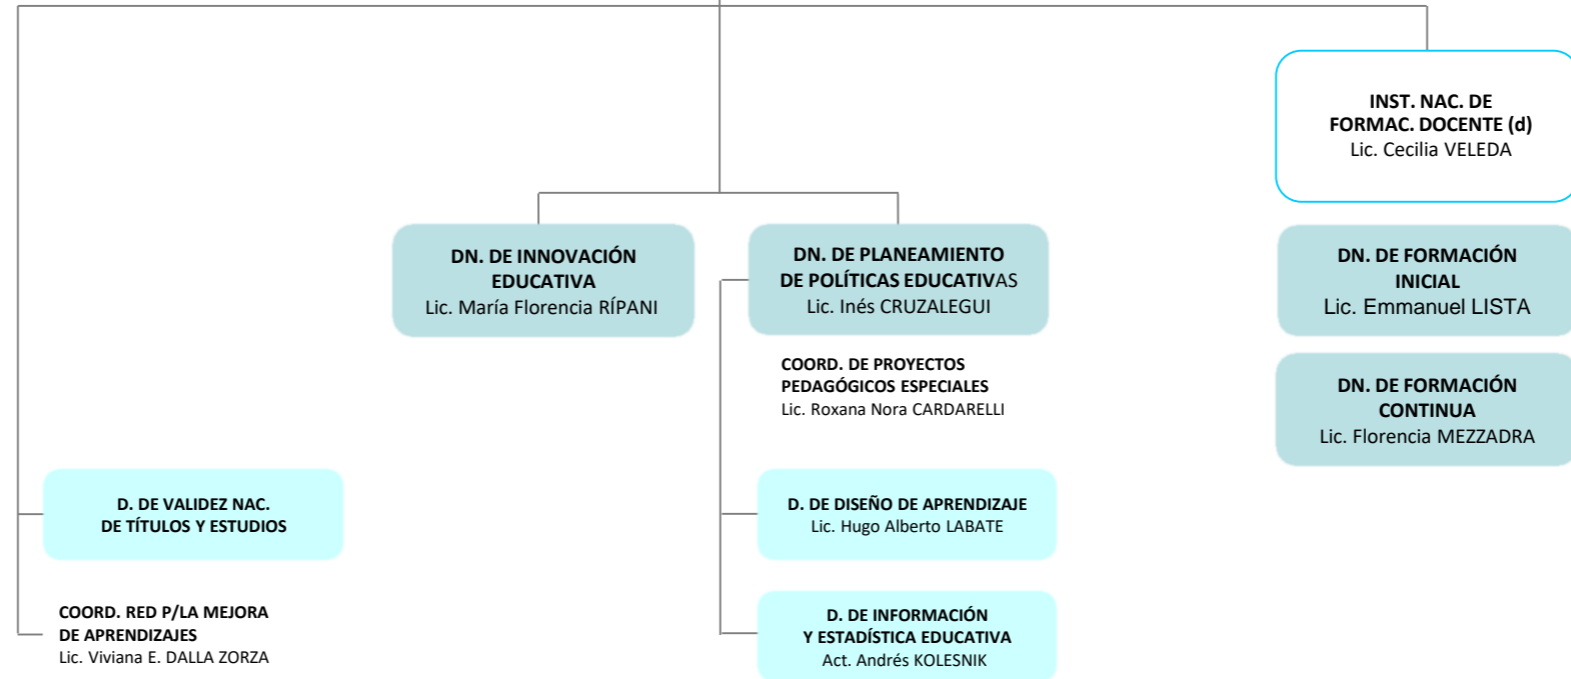 INST. NAC. DE
FORMAC. DOCENTE (d)
Lic. Cecilia VELEDA
DN. DE INNOVACIÓN
EDUCATIVA
Lic. María Florencia RÍPANI
DN. DE PLANEAMIENTO
DE POLÍTICAS EDUCATIVAS
Lic. Inés CRUZALEGUI
DN. DE FORMACIÓN
INICIAL
Lic. Emmanuel LISTA
COORD. DE PROYECTOS
PEDAGÓGICOS ESPECIALES
Lic. Roxana Nora CARDARELLI
DN. DE FORMACIÓN
CONTINUA
Lic. Florencia MEZZADRA
D. DE VALIDEZ NAC.
DE TÍTULOS Y ESTUDIOS
D. DE DISEÑO DE APRENDIZAJE
Lic. Hugo Alberto LABATE
COORD. RED P/LA MEJORA
DE APRENDIZAJES
Lic. Viviana E. DALLA ZORZA
D. DE INFORMACIÓN
Y ESTADÍSTICA EDUCATIVA
Act. Andrés KOLESNIK